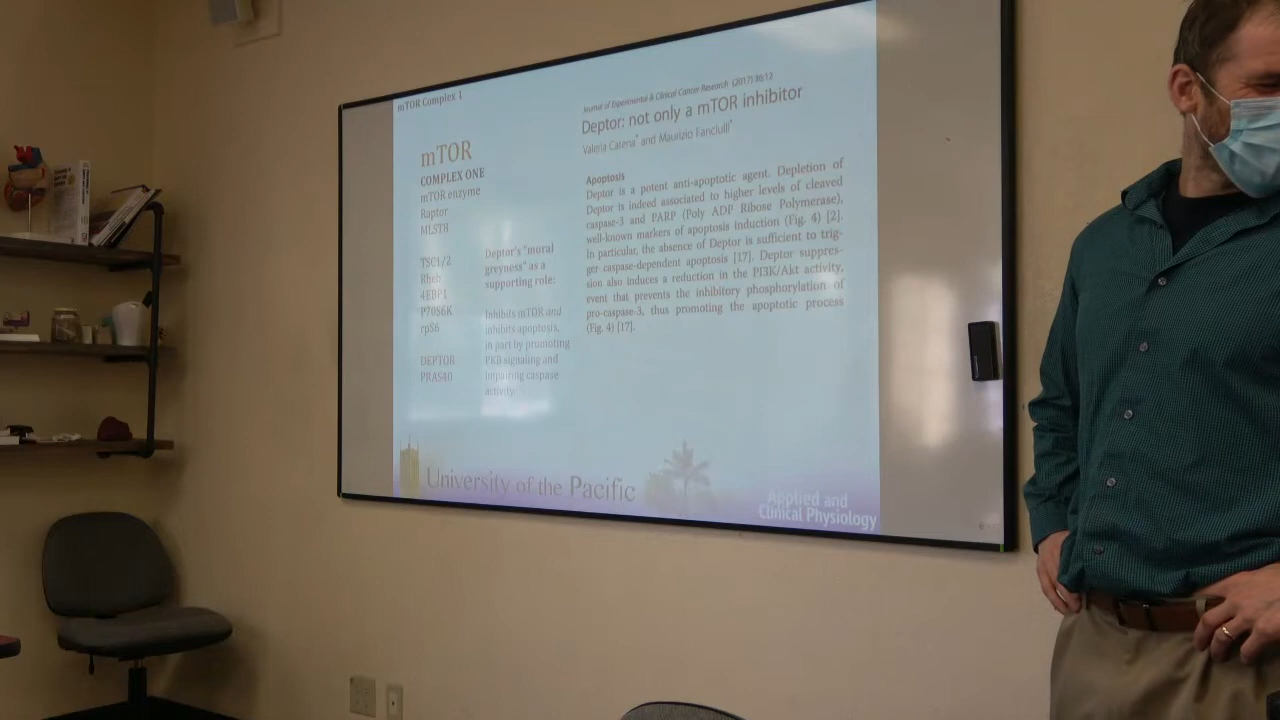 mTOR Complex 1
mTOR
COMPLEX ONE
mTOR enzyme
Raptor
MLST8
TSC1/2
Rheb
4EBP1
P70S6K
rpS6
DEPTOR
PRAS40
Deptor's "moral
greyness" as a
supporting role:
Inhibits mTOR and
inhibits apoptosis,
in part by promoting
PKB signaling and
impairing caspase
activity.
Journal of Experimental & Clinical Cancer Research (2017) 36:12
Deptor: not only a mTOR inhibitor
Valeria Catena* and Maurizio Fanciulli*
Apoptosis
Deptor is a potent anti-apoptotic agent. Depletion of
Deptor is indeed associated to higher levels of cleaved
caspase-3 and PARP (Poly ADP Ribose Polymerase),
well-known markers of apoptosis induction (Fig. 4) [2].
In particular, the absence of Deptor is sufficient to trig-
ger caspase-dependent apoptosis [17]. Deptor suppres-
sion also induces a reduction in the PI3K/Akt activity,
event that prevents the inhibitory phosphorylation of
pro-caspase-3, thus promoting the apoptotic process
(Fig. 4) [17].
University of the Pacific
Applied and
Clinical Physiology